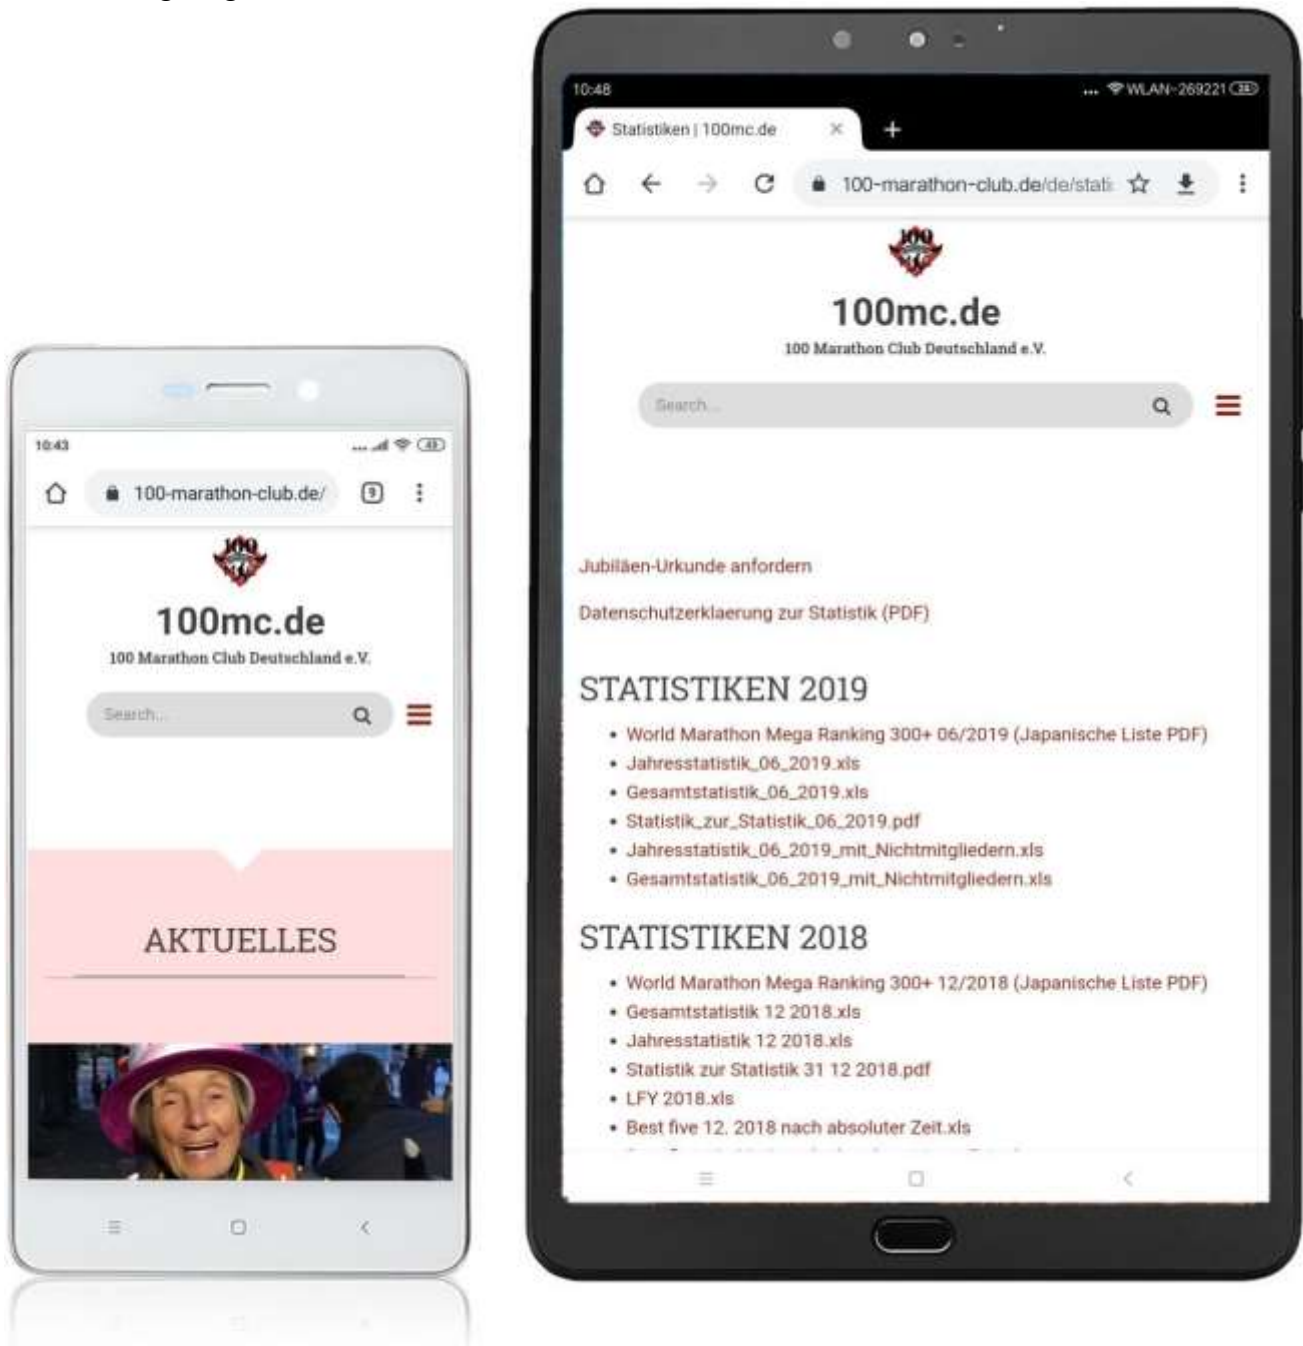 10:43
49
100-marathon-club.de/
9
100
100mc.de
100 Marathon Club Deutschland e.V.
Search...
AKTUELLES
10:48
... WLAN-269221
Statistiken | 100mc.de
100-marathon-club.de/de/stati
100
100mc.de
100 Marathon Club Deutschland e.V.
Search...
Jubiläen-Urkunde anfordern
Datenschutzerklaerung zur Statistik (PDF)
STATISTIKEN 2019
• World Marathon Mega Ranking 300+ 06/2019 (Japanische Liste PDF)
• Jahresstatistik_06_2019.xls
• Gesamtstatistik_06_2019.xls
• Statistik_zur_Statistik_06_2019.pdf
• Jahresstatistik_06_2019_mit_Nichtmitgliedern.xls
• Gesamtstatistik_06_2019_mit_Nichtmitgliedern.xls
STATISTIKEN 2018
• World Marathon Mega Ranking 300+ 12/2018 (Japanische Liste PDF)
• Gesamtstatistik 12 2018.xls
• Jahresstatistik 12 2018.xls
• Statistik zur Statistik 31 12 2018.pdf
• LFY 2018.xls
• Best five 12. 2018 nach absoluter Zeit.xls